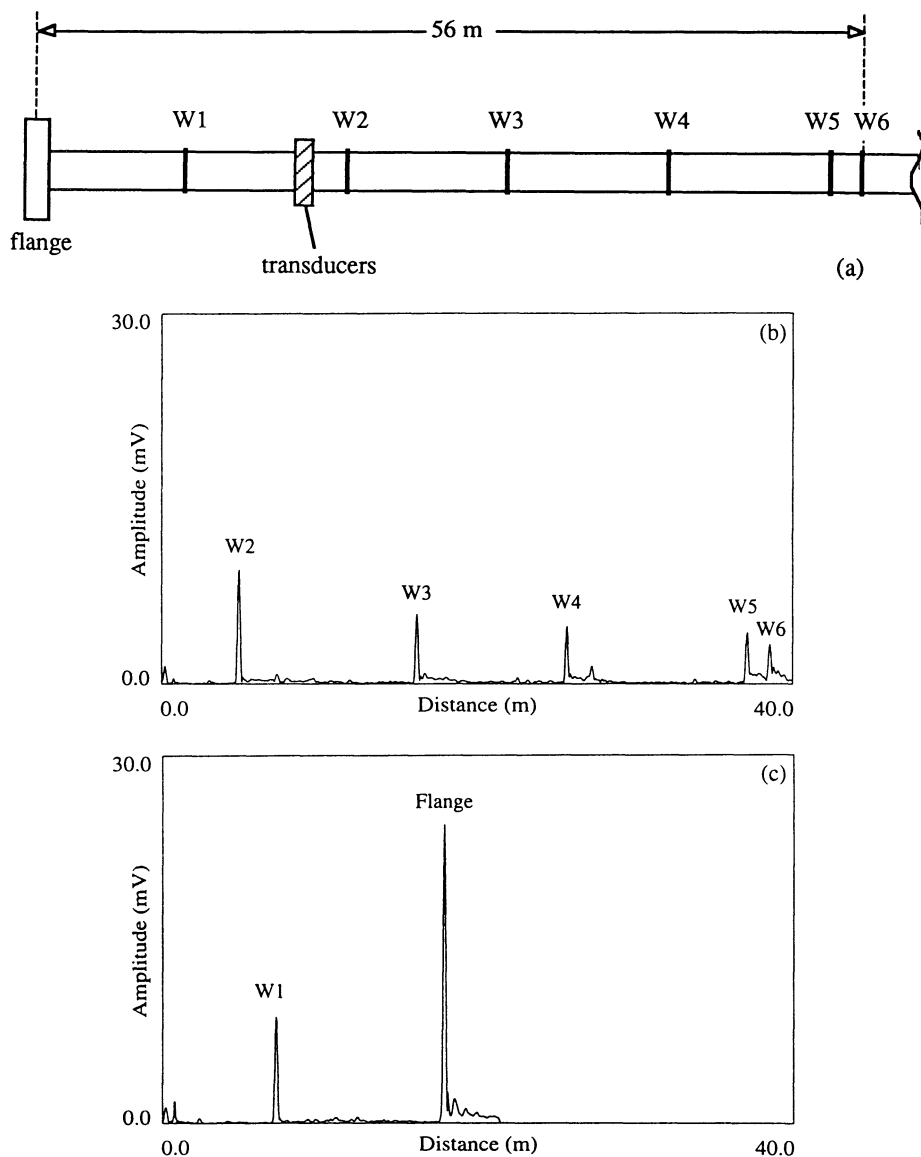 56 m
W1
W2
W3
W4
W5
W6
flange
transducers
(a)
30.0
(b)
Amplitude (mV)
W2
W3
W4
W5
W6
0.0
0.0
Distance (m)
40.0
30.0
(c)
Flange
Amplitude (mV)
W1
0.0
0.0
Distance (m)
40.0